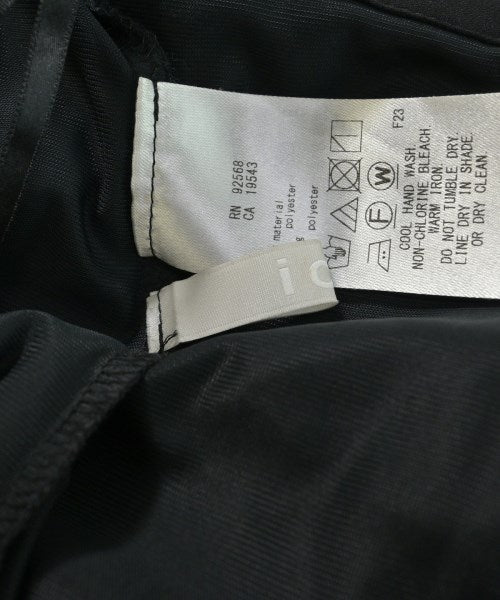 RN 92568
CA 19543
material
polyester
polyester
F
W
COOL HAND WASH.
NON-CHLORINE BLEACH
WARM IRON.
DO NOT TUMBLE DRY.
LINE DRY IN SHADE.
OR DRY CLEAN.
F23
i